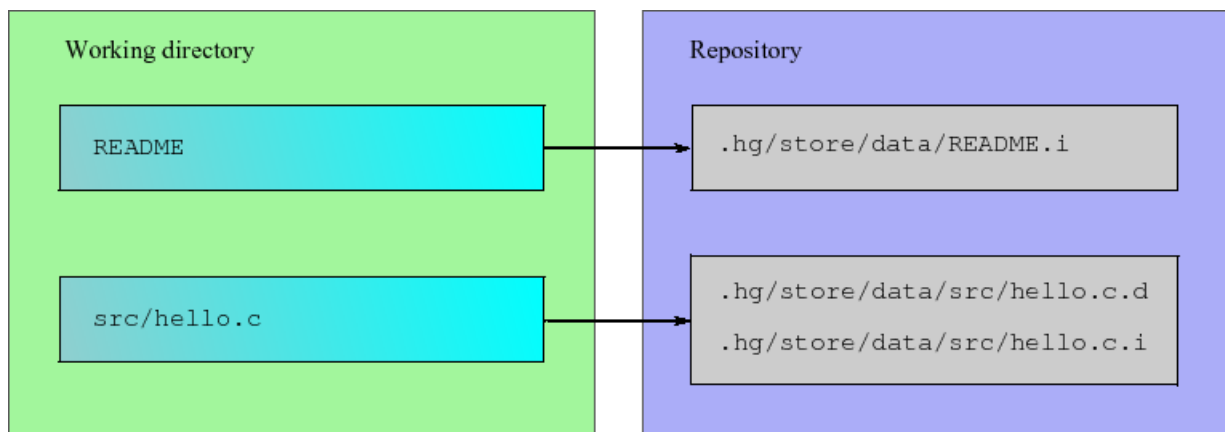 Working directory
README
src/hello.c
Repository
.hg/store/data/README.i
.hg/store/data/src/hello.c.d
.hg/store/data/src/hello.c.i